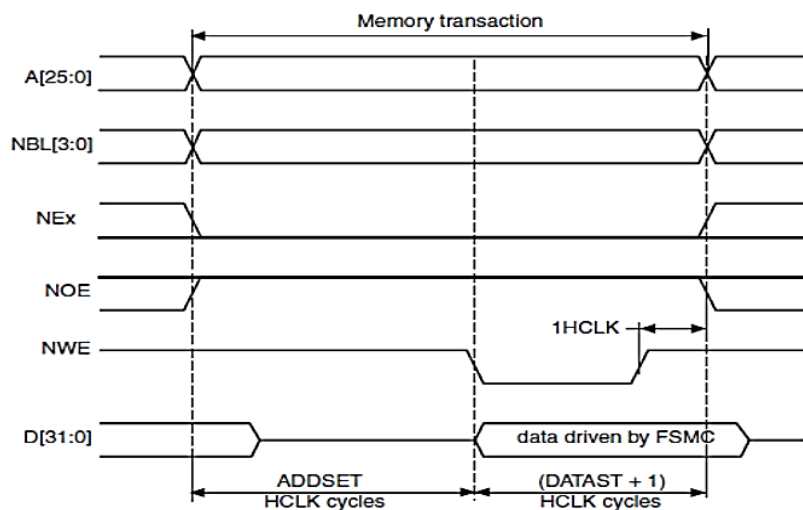 Memory transaction
A[25:0]
NBL[3:0]
NEx
NOE
1HCLK
NWE
D[31:0]
data driven by FSMC
ADDSET
HCLK cycles
(DATAST + 1)
HCLK cycles